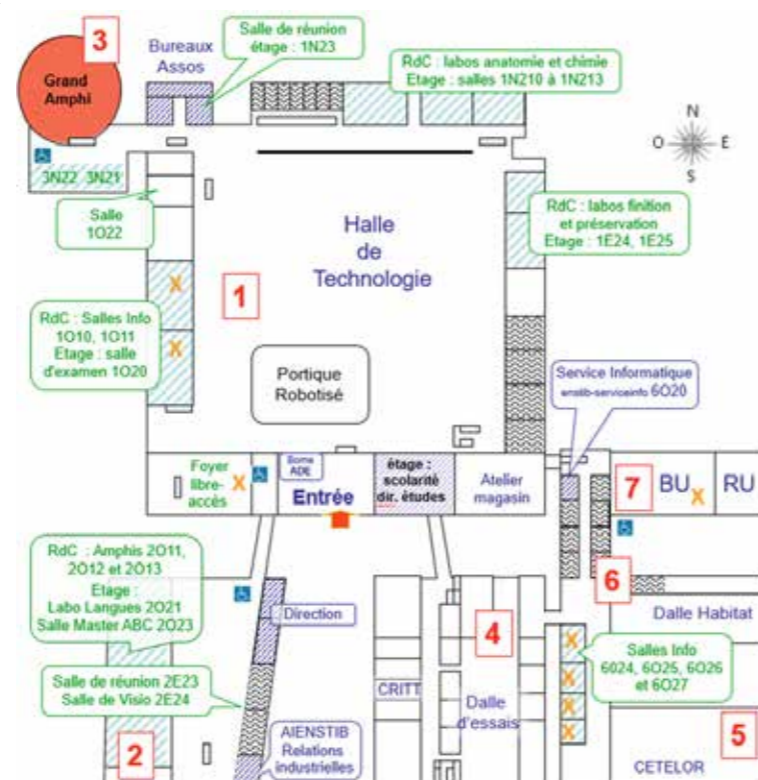 3
Grand
Amphi
Bureaux
Assos
Salle de réunion
étage : 1N23
RdC : labos anatomie et chimie
Etage : salles 1N210 à 1N213
N
O
E
S
3N22 3N21
Salle
1O22
Halle
de
Technologie
RdC : labos finition
et préservation
Etage : 1E24, 1E25
1
RdC : Salles Info
1O10, 1O11
Etage : salle
d'examen 1O20
X
X
Portique
Robotisé
Service Informatique
enstib-serviceinfo 6O20
Foyer
libre-
accès
X
Borne
ADE
Entrée
étage :
scolarité
dir. études
Atelier
magasin
7
BU
X
RU
RdC : Amphis 2O11,
2O12 et 2O13
Etage :
Labo Langues 2O21
Salle Master ABC 2O23
Direction
6
Dalle Habitat
4
Salles Info
6O24, 6O25, 6O26
et 6O27
X
X
X
X
Salle de réunion 2E23
Salle de Visio 2E24
CRITT
Dalle
d'essais
AIENSTIB
Relations
industrielles
2
5
CETELOR